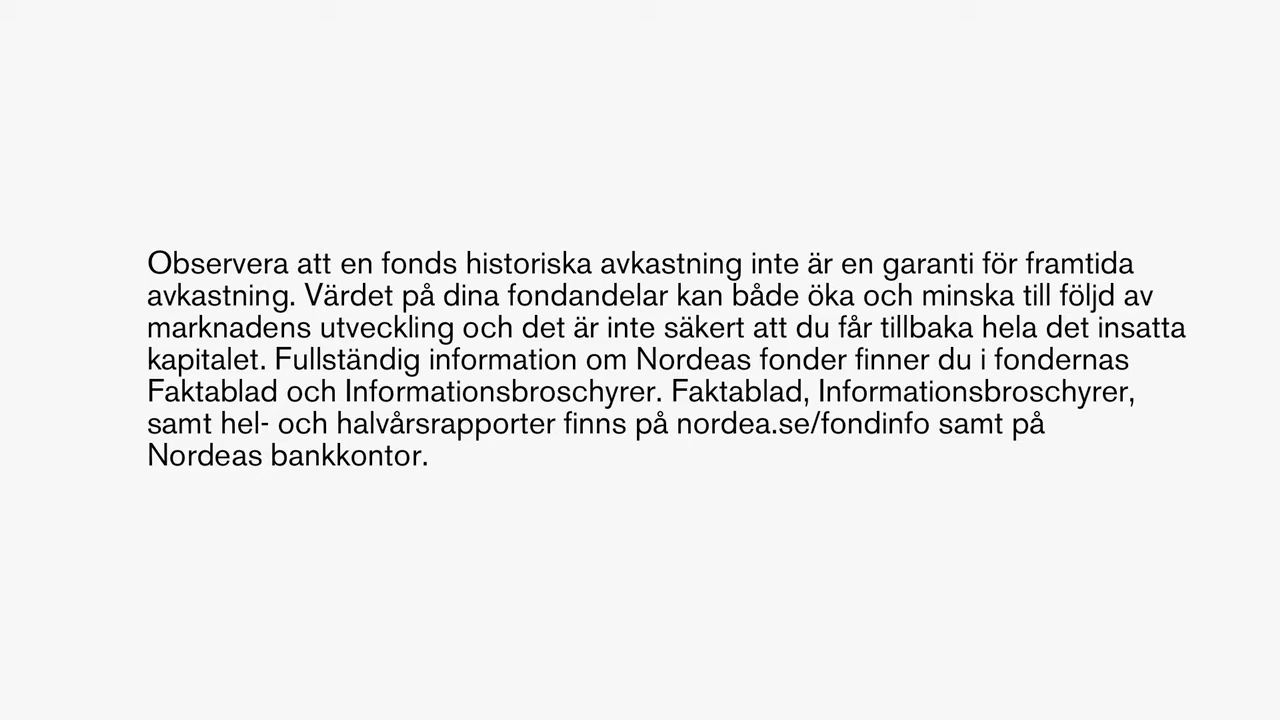 Observera att en fonds historiska avkastning inte är en garanti för framtida
avkastning. Värdet på dina fondandelar kan både öka och minska till följd av
marknadens utveckling och det är inte säkert att du får tillbaka hela det insatta
kapitalet. Fullständig information om Nordeas fonder finner du i fondernas
Faktablad och Informationsbroschyrer. Faktablad, Informationsbroschyrer,
samt hel- och halvårsrapporter finns på nordea.se/fondinfo samt på
Nordeas bankkontor.